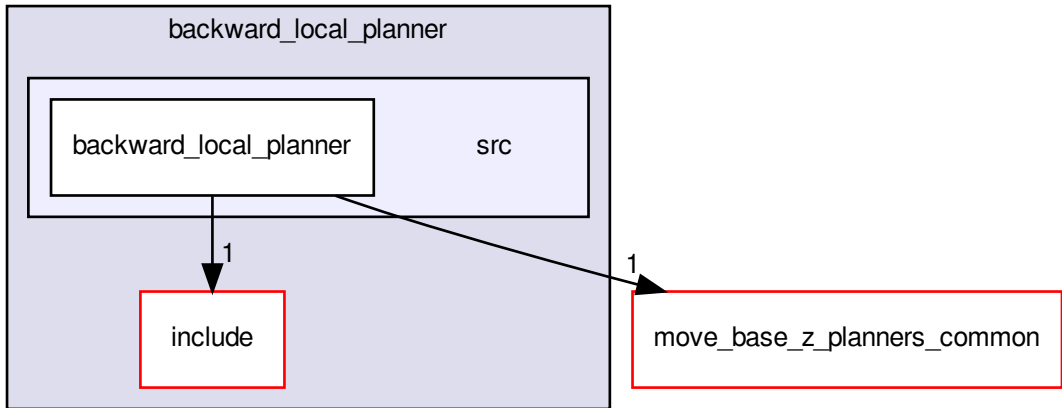 backward_local_planner
backward_local_planner
src
1
1
include
move_base_z_planners_common